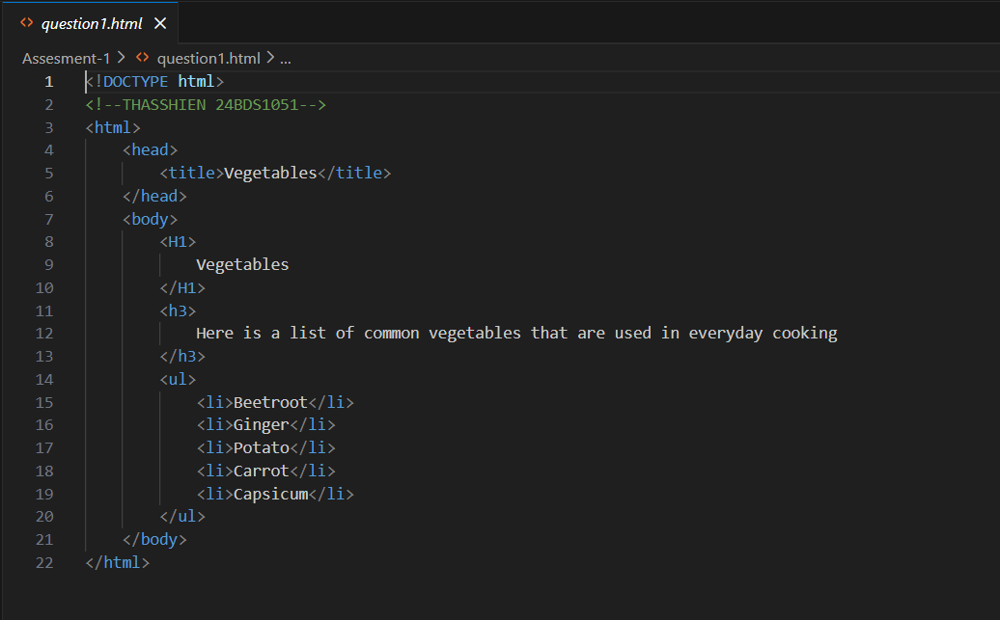 question1.html
Assesment-1 > question1.html > ...
1 <!DOCTYPE html>
2 <!--THASSHIEN 24BDS1051-->
3 <html>
4     <head>
5         <title>Vegetables</title>
6     </head>
7     <body>
8         <H1>
9             Vegetables
10         </H1>
11         <h3>
12             Here is a list of common vegetables that are used in everyday cooking
13         </h3>
14         <ul>
15             <li>Beetroot</li>
16             <li>Ginger</li>
17             <li>Potato</li>
18             <li>Carrot</li>
19             <li>Capsicum</li>
20         </ul>
21     </body>
22 </html>